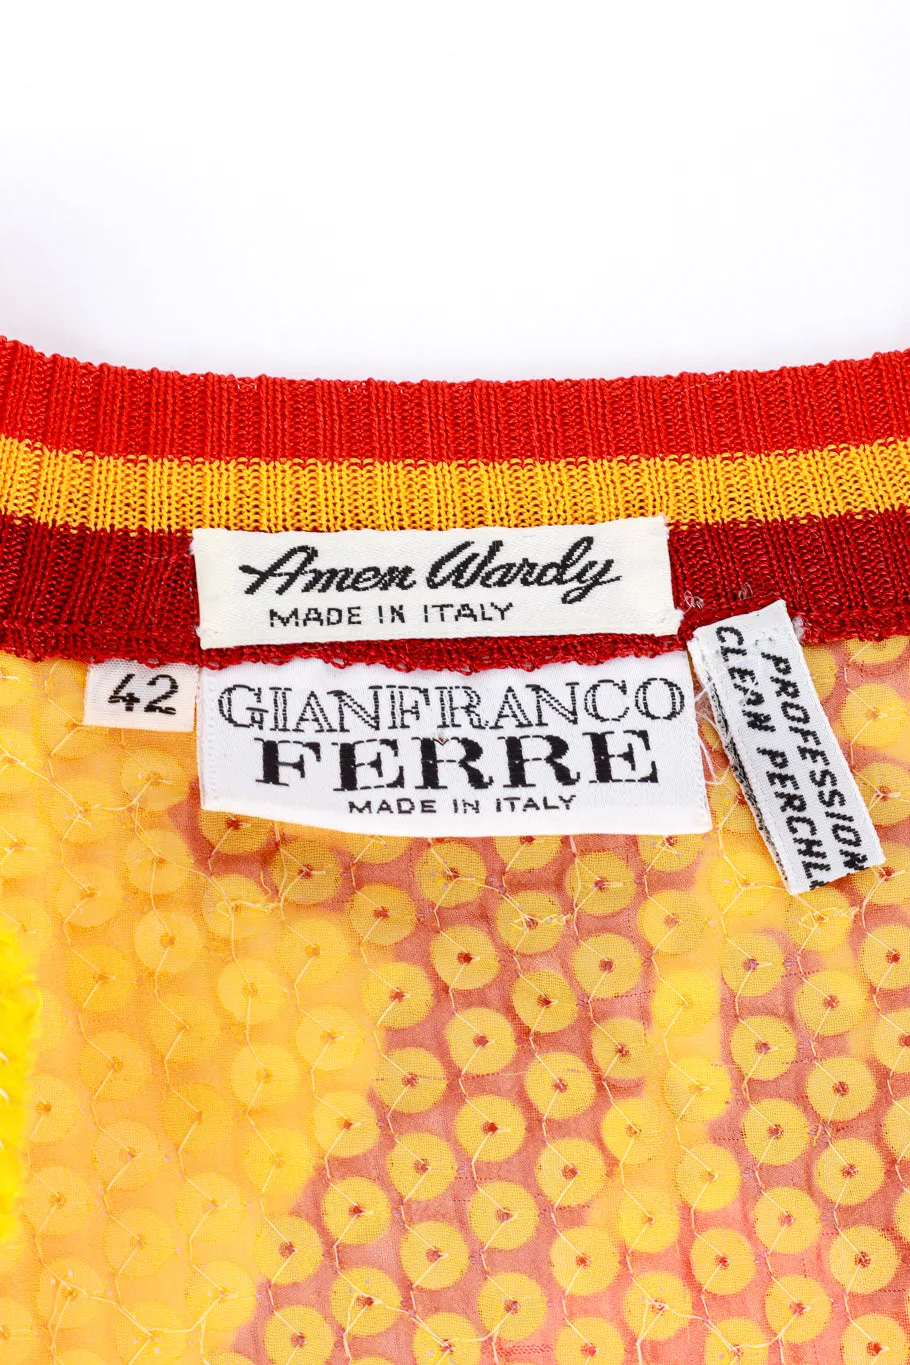 Amen Wardy
MADE IN ITALY
42
GIANFRANCO
FERRE
MADE IN ITALY
PROFESSION
CLEAN PERCHL